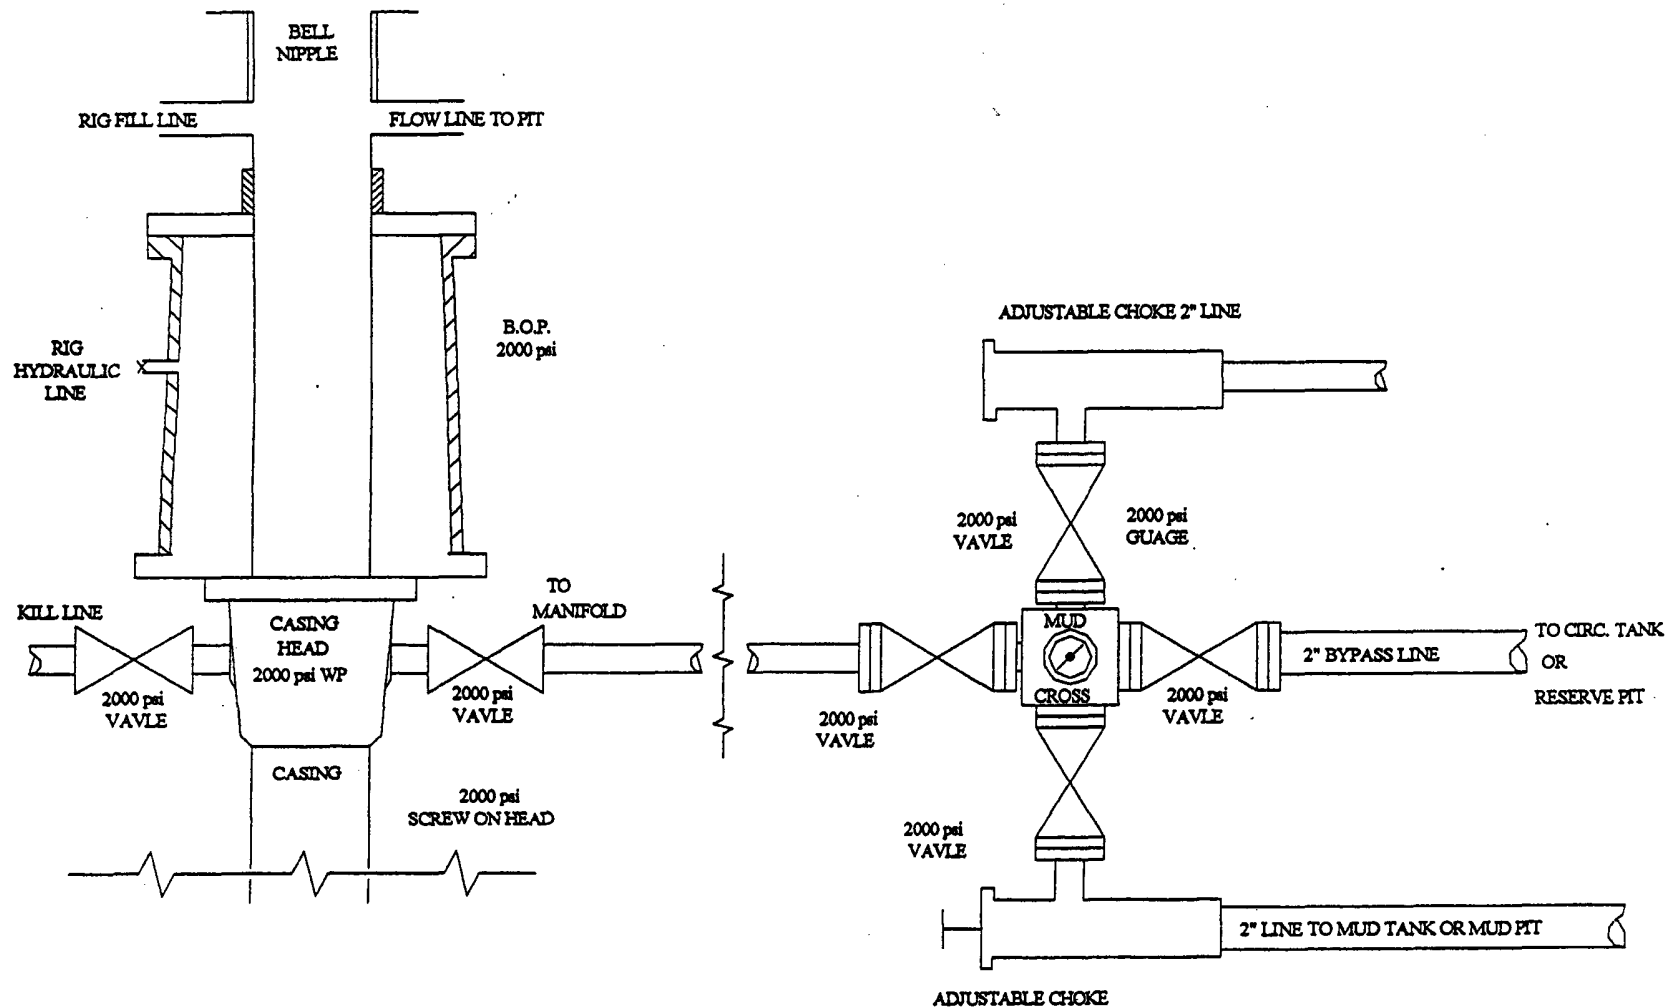 BELL
NIPPLE
RIG FILL LINE
FLOW LINE TO PIT
B.O.P.
2000 psi
RIG
HYDRAULIC
LINE
KILL LINE
2000 psi
VAVLE
CASING
HEAD
2000 psi WP
TO
MANIFOLD
2000 psi
VAVLE
CASING
2000 psi
SCREW ON HEAD
ADJUSTABLE CHOKE 2" LINE
2000 psi
VAVLE
2000 psi
GUAGE
MUD
CROSS
2000 psi
VAVLE
2000 psi
VAVLE
2" BYPASS LINE
TO CIRC. TANK
OR
RESERVE PIT
2000 psi
VAVLE
2" LINE TO MUD TANK OR MUD PIT
ADJUSTABLE CHOKE